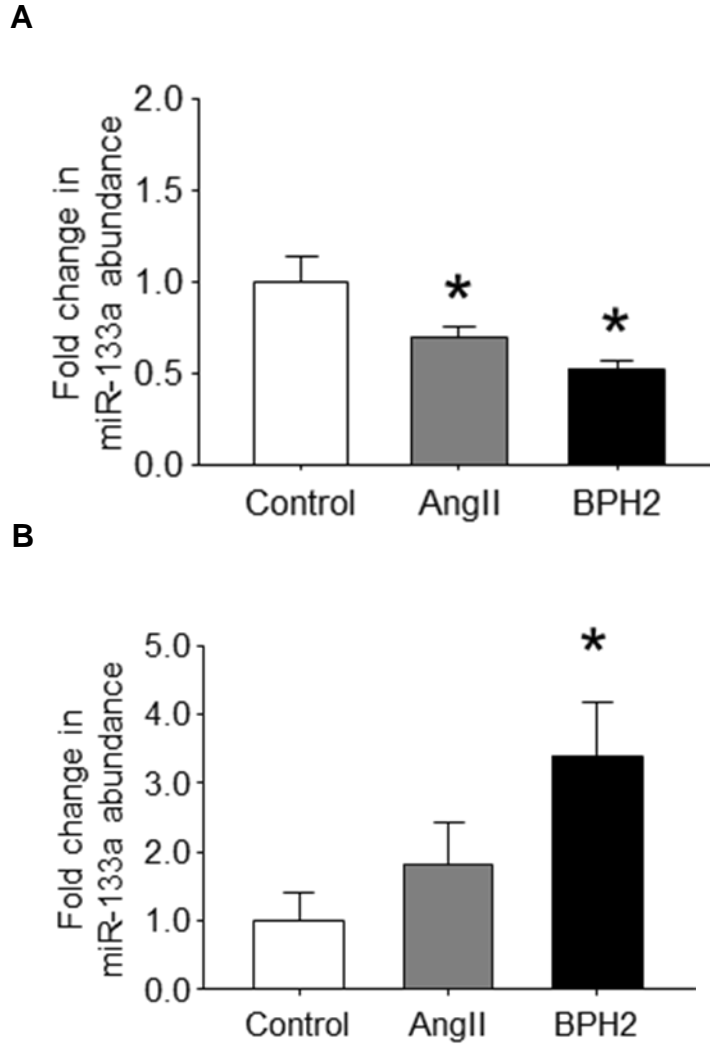 A
Fold change in
miR-133a abundance
2.0
1.5
1.0
0.5
0.0
*
*
Control AngII BPH2
B
Fold change in
miR-133a abundance
5.0
4.0
3.0
2.0
1.0
0.0
*
Control AngII BPH2